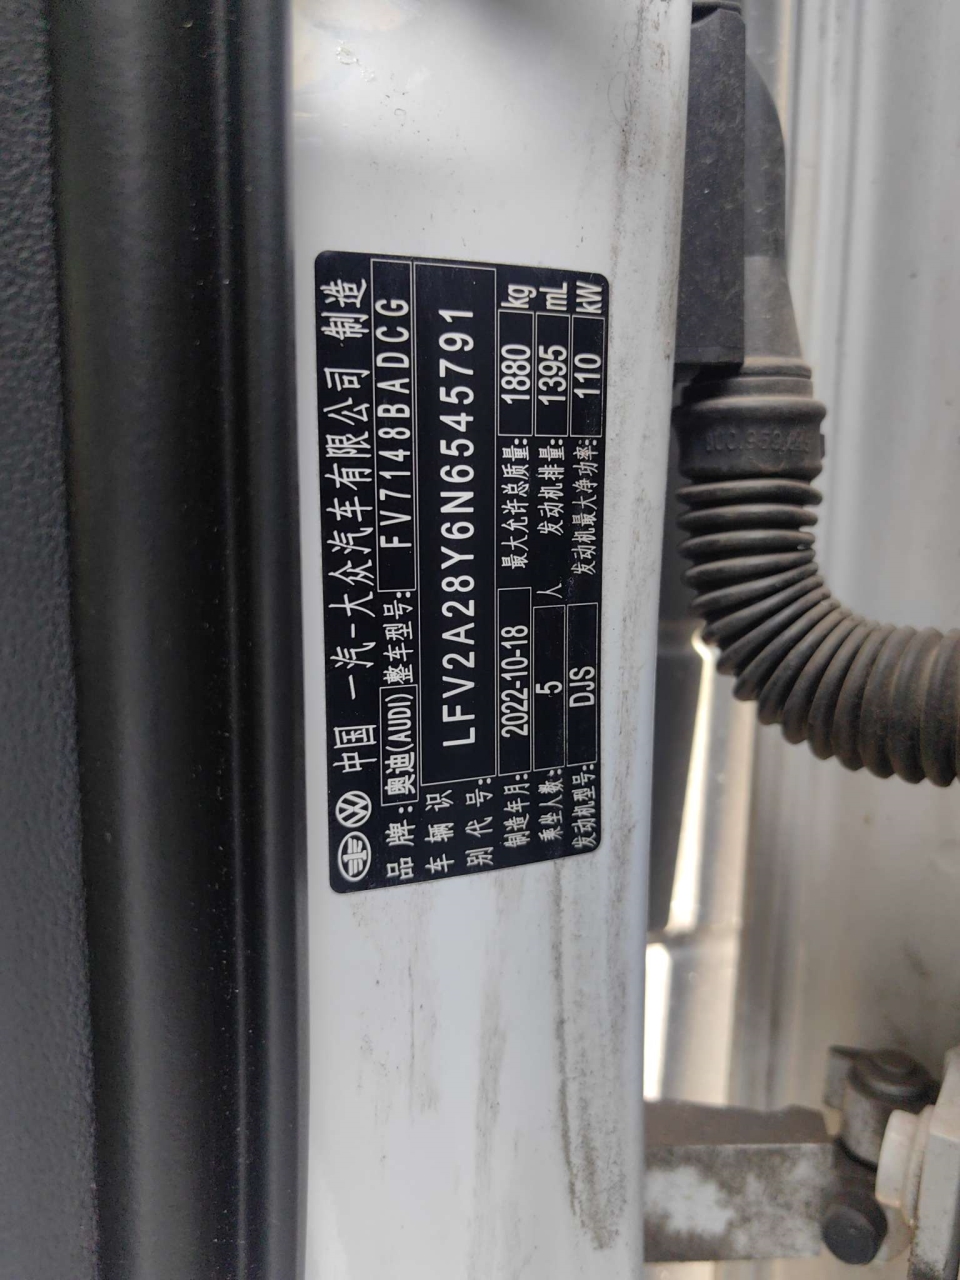 中国 一汽-大众汽车有限公司 制造
品牌: 奥迪(AUDI) 整车型号: FV7148BADCG
车辆识别代号: LFV2A28Y6N6545791
制造年月: 2022-10-18 最大允许总质量: 1880 kg
乘坐人数: 5 人 发动机排量: 1395 mL
发动机型号: DJS 发动机最大净功率: 110 kW